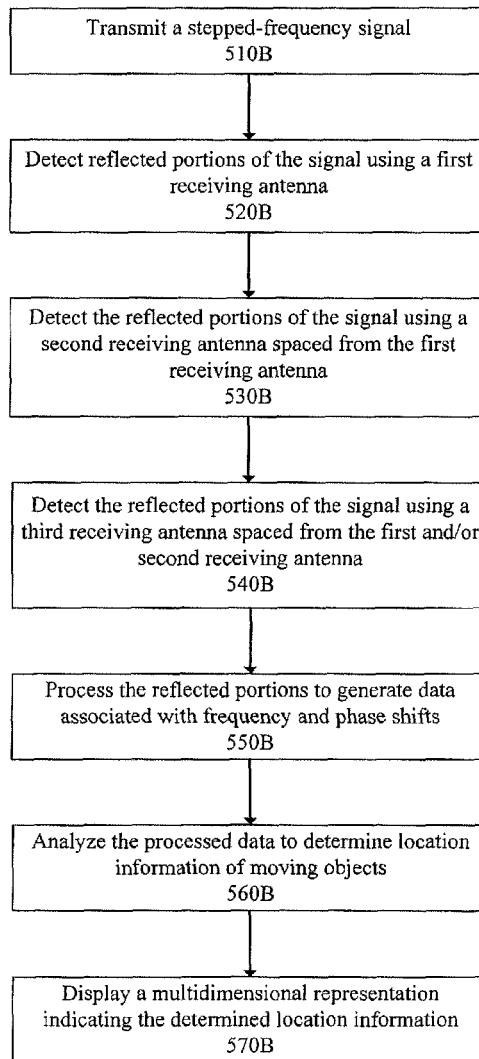 Transmit a stepped-frequency signal
510B
Detect reflected portions of the signal using a first
receiving antenna
520B
Detect the reflected portions of the signal using a
second receiving antenna spaced from the first
receiving antenna
530B
Detect the reflected portions of the signal using a
third receiving antenna spaced from the first and/or
second receiving antenna
540B
Process the reflected portions to generate data
associated with frequency and phase shifts
550B
Analyze the processed data to determine location
information of moving objects
560B
Display a multidimensional representation
indicating the determined location information
570B